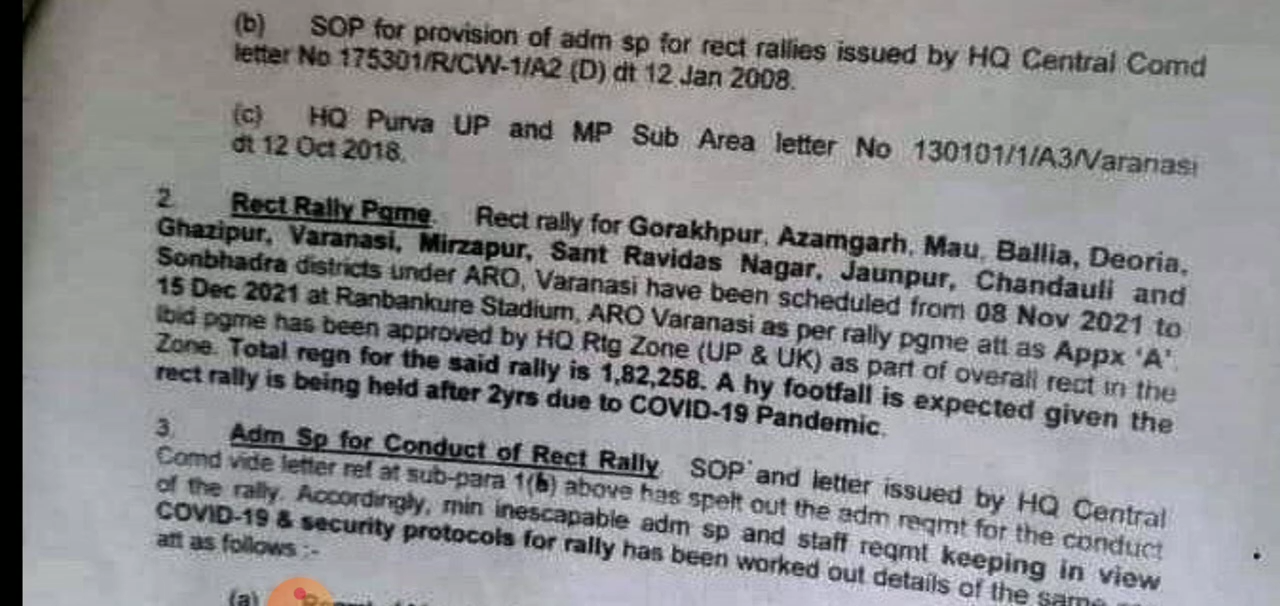 (b) SOP for provision of adm sp for rect rallies issued by HQ Central Comd
letter No 175301/R/CW-1/A2 (D) dt 12 Jan 2008.
(c) HQ Purva UP and MP Sub Area letter No 130101/1/A3/Varanasi
dt 12 Oct 2018.
2. Rect Rally Pgme. Rect rally for Gorakhpur, Azamgarh, Mau, Ballia, Deoria,
Ghazipur, Varanasi, Mirzapur, Sant Ravidas Nagar, Jaunpur, Chandauli and
Sonbhadra districts under ARO, Varanasi have been scheduled from 08 Nov 2021 to
15 Dec 2021 at Ranbankure Stadium, ARO Varanasi as per rally pgme att as Appx 'A'.
Ibid pgme has been approved by HQ Rtg Zone (UP & UK) as part of overall rect in the
Zone. Total regn for the said rally is 1,82,258. A hy footfall is expected given the
rect rally is being held after 2yrs due to COVID-19 Pandemic.
3. Adm Sp for Conduct of Rect Rally. SOP and letter issued by HQ Central
Comd vide letter ref at sub-para 1(b) above has spelt out the adm reqmt for the conduct
of the rally. Accordingly, min inescapable adm sp and staff reqmt keeping in view
COVID-19 & security protocols for rally has been worked out details of the same
att as follows :-
(a)